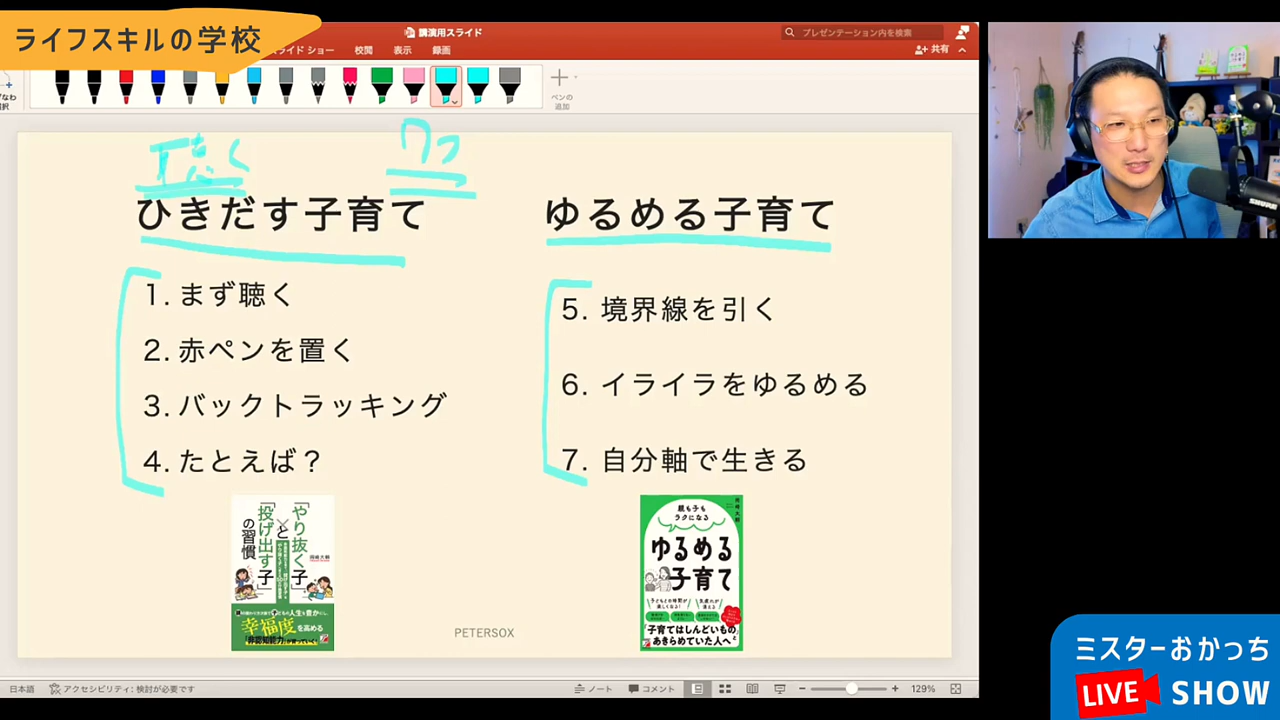 ライフスキルの学校
講演用スライド
プレゼンテーション内を検索
スライド ショー
校閲
表示
録画
共有
ペンの
追加
聴く
ひきだす子育て
1. まず聴く
2. 赤ペンを置く
3. バックトラッキング
4. たとえば？
ゆるめる子育て
5. 境界線を引く
6. イライラをゆるめる
7. 自分軸で生きる
「やり抜く子」
と
「投げ出す子」
の習慣
岡崎大輔
幸福度を高める
「非認知能力」
親も子も
ラクになる
ゆるめる
子育て
「子育てはしんどいもの」と
あきらめていた人へ
PETERSOX
日本語
アクセシビリティ: 検討が必要です
ノート
コメント
129%
SHURE
ミスターおかっち
LIVE SHOW